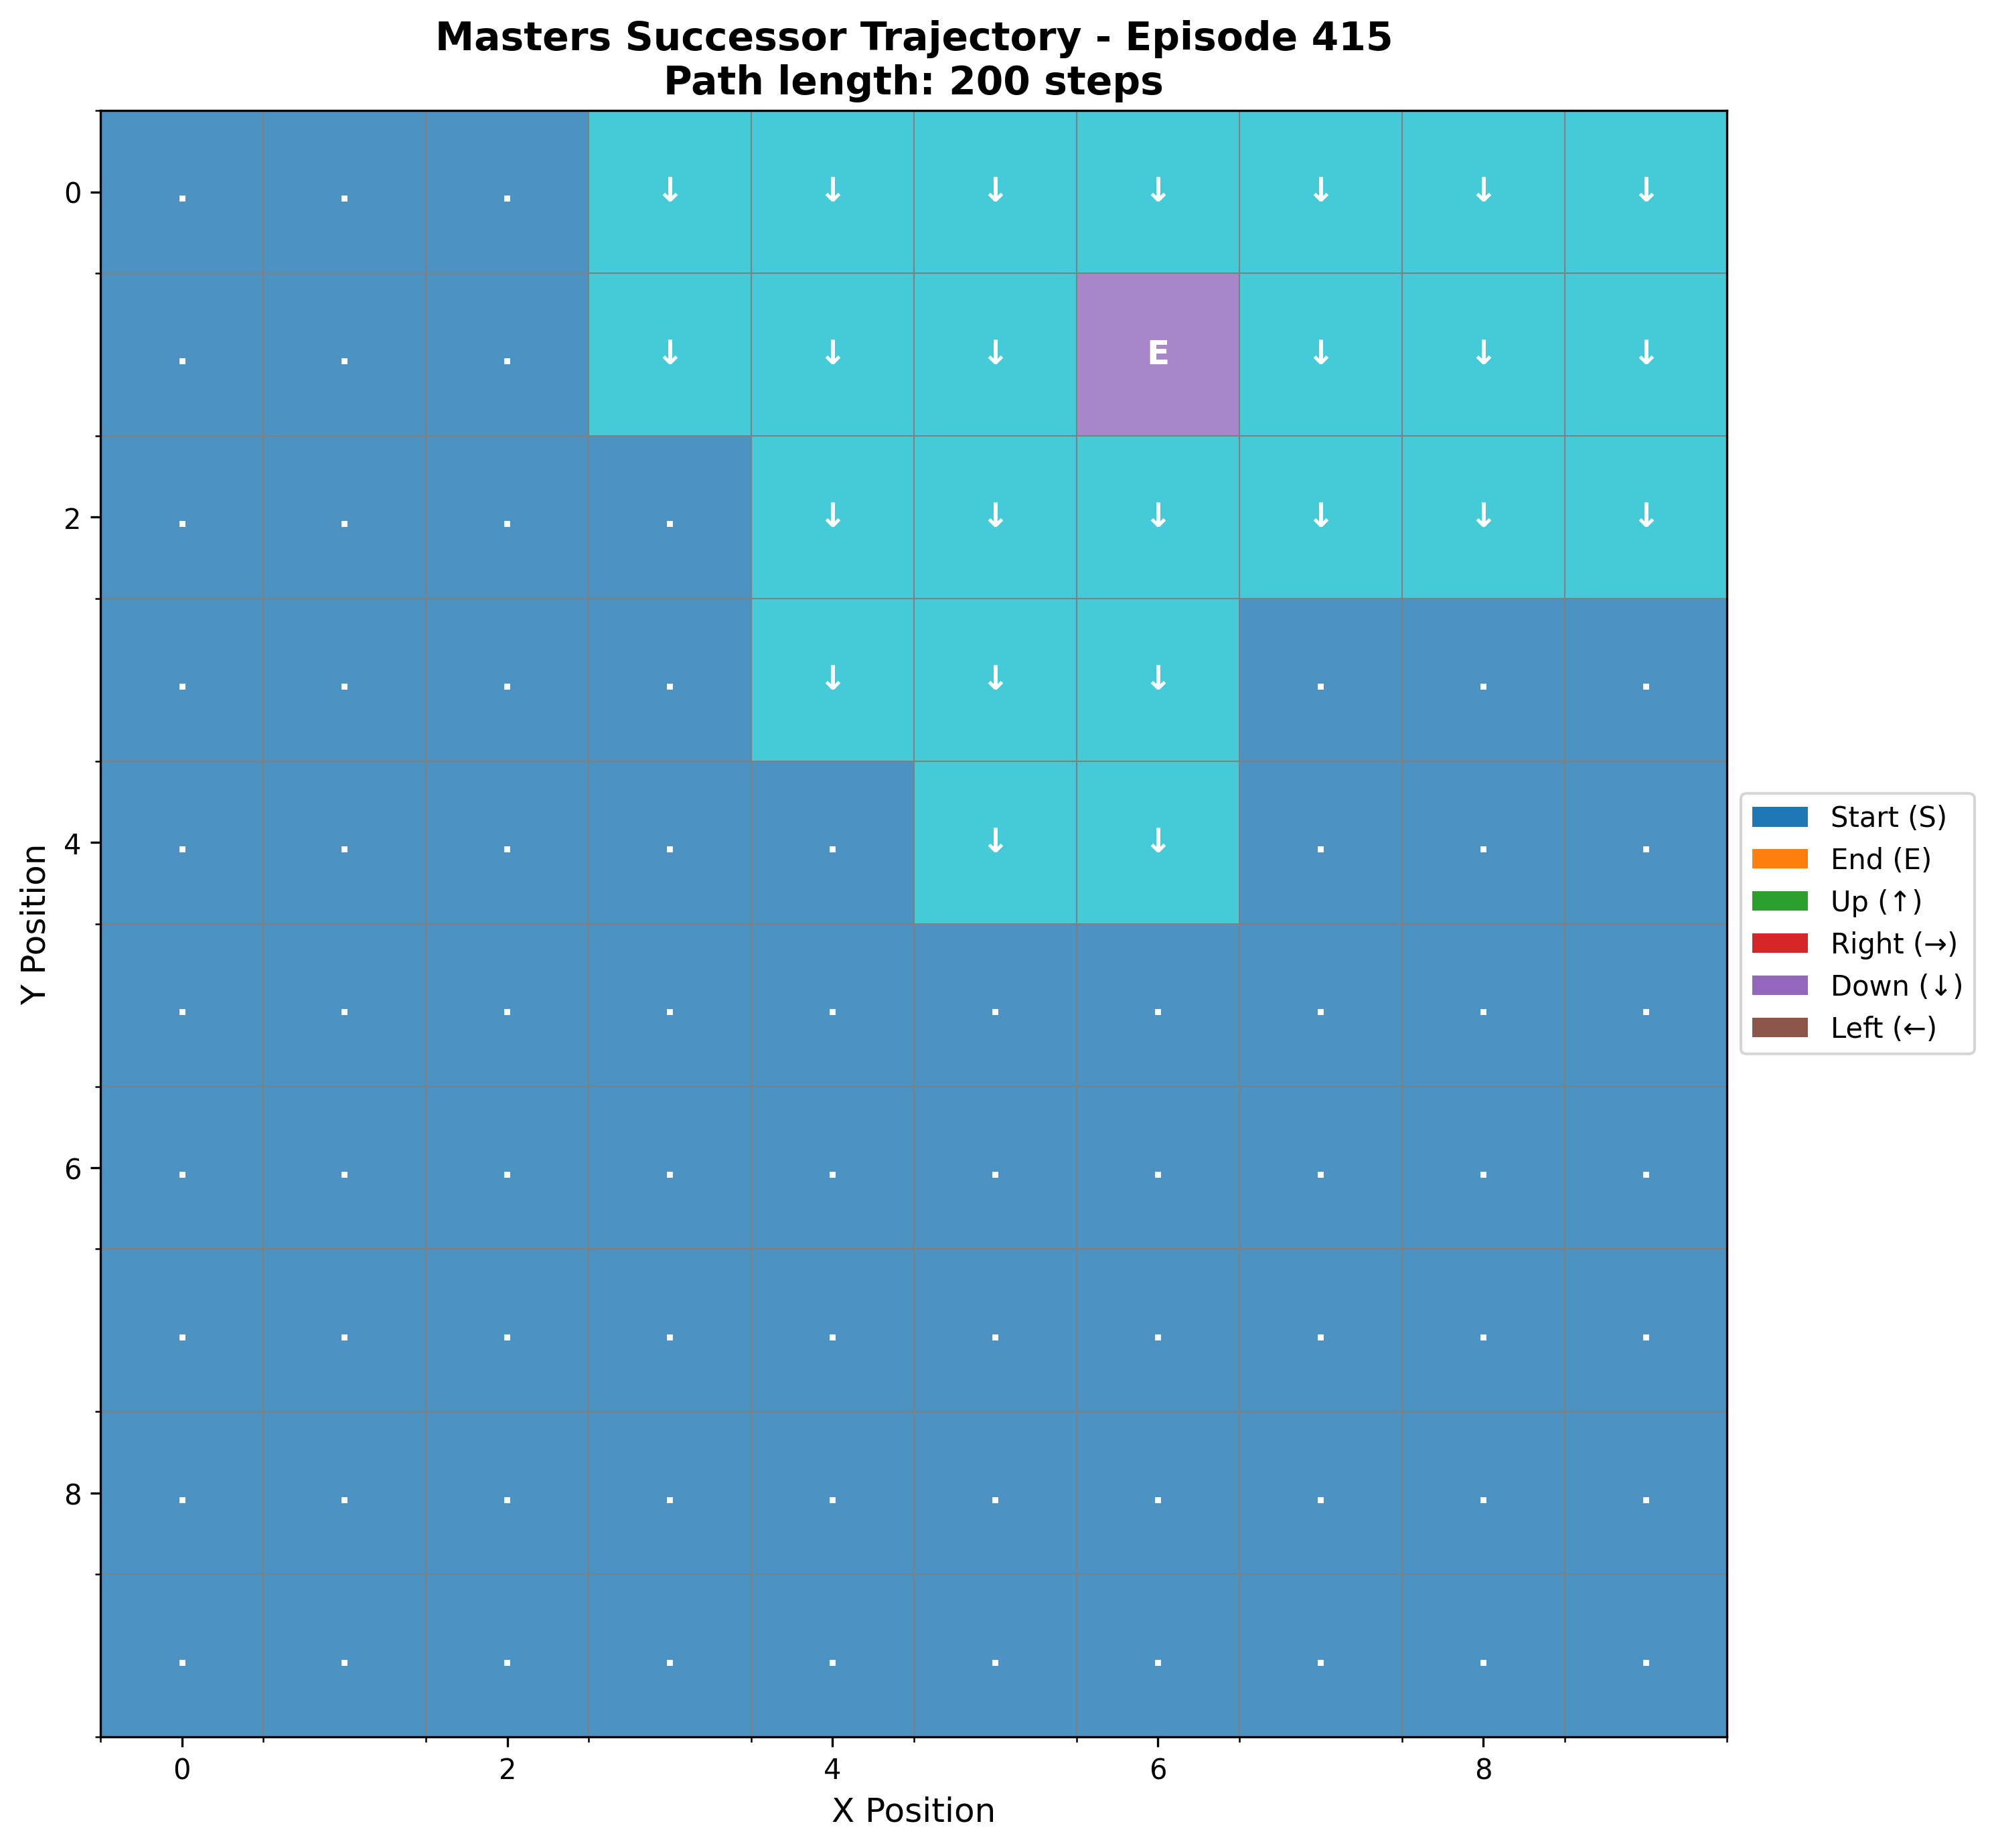 Masters Successor Trajectory - Episode 415
Path length: 200 steps
0 . . . ↓ ↓ ↓ ↓ ↓ ↓ ↓
. . . ↓ ↓ ↓ E ↓ ↓ ↓
2 . . . . ↓ ↓ ↓ ↓ ↓ ↓
. . . . ↓ ↓ ↓ . . .
4 . . . . . ↓ ↓ . . .
. . . . . . . . . .
6 . . . . . . . . . .
. . . . . . . . . .
8 . . . . . . . . . .
. . . . . . . . . .
0 2 4 6 8
X Position
Y Position
Start (S)
End (E)
Up (↑)
Right (→)
Down (↓)
Left (←)